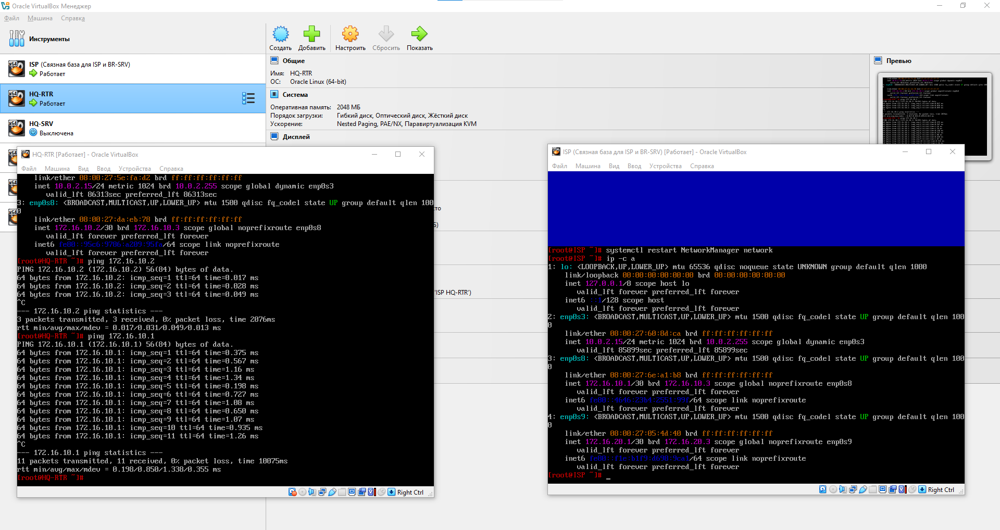 Oracle VirtualBox Менеджер
Файл Машина Справка
Инструменты
Создать Добавить Настроить Сбросить Показать
ISP (Связная база для ISP и BR-SRV)
Работает
HQ-RTR
Работает
HQ-SRV
Выключена
Общие
Имя: HQ-RTR
ОС: Oracle Linux (64-bit)
Система
Оперативная память: 2048 МБ
Порядок загрузки: Гибкий диск, Оптический диск, Жёсткий диск
Ускорение: Nested Paging, PAE/NX, Паравиртуализация KVM
Дисплей
Превью
'ISP HQ-RTR')
HQ-RTR [Работает] - Oracle VirtualBox
Файл Машина Вид Ввод Устройства Справка
link/ether 08:00:27:5e:fa:d2 brd ff:ff:ff:ff:ff:ff
inet 10.0.2.15/24 metric 1024 brd 10.0.2.255 scope global dynamic enp0s3
valid_lft 86313sec preferred_lft 86313sec
3: enp0s8: <BROADCAST,MULTICAST,UP,LOWER_UP> mtu 1500 qdisc fq_codel state UP group default qlen 100
0
link/ether 08:00:27:da:eb:78 brd ff:ff:ff:ff:ff:ff
inet 172.16.10.2/30 brd 172.16.10.3 scope global noprefixroute enp0s8
valid_lft forever preferred_lft forever
inet6 fe80::95c6:9786:a289:95fa/64 scope link noprefixroute
valid_lft forever preferred_lft forever
[root@HQ-RTR ~]# ping 172.16.10.2
PING 172.16.10.2 (172.16.10.2) 56(84) bytes of data.
64 bytes from 172.16.10.2: icmp_seq=1 ttl=64 time=0.017 ms
64 bytes from 172.16.10.2: icmp_seq=2 ttl=64 time=0.028 ms
64 bytes from 172.16.10.2: icmp_seq=3 ttl=64 time=0.049 ms
^C
--- 172.16.10.2 ping statistics ---
3 packets transmitted, 3 received, 0% packet loss, time 2076ms
rtt min/avg/max/mdev = 0.017/0.031/0.049/0.013 ms
[root@HQ-RTR ~]# ping 172.16.10.1
PING 172.16.10.1 (172.16.10.1) 56(84) bytes of data.
64 bytes from 172.16.10.1: icmp_seq=1 ttl=64 time=0.375 ms
64 bytes from 172.16.10.1: icmp_seq=2 ttl=64 time=0.567 ms
64 bytes from 172.16.10.1: icmp_seq=3 ttl=64 time=1.16 ms
64 bytes from 172.16.10.1: icmp_seq=4 ttl=64 time=1.34 ms
64 bytes from 172.16.10.1: icmp_seq=5 ttl=64 time=0.198 ms
64 bytes from 172.16.10.1: icmp_seq=6 ttl=64 time=0.727 ms
64 bytes from 172.16.10.1: icmp_seq=7 ttl=64 time=1.08 ms
64 bytes from 172.16.10.1: icmp_seq=8 ttl=64 time=0.650 ms
64 bytes from 172.16.10.1: icmp_seq=9 ttl=64 time=1.07 ms
64 bytes from 172.16.10.1: icmp_seq=10 ttl=64 time=0.935 ms
64 bytes from 172.16.10.1: icmp_seq=11 ttl=64 time=1.26 ms
^C
--- 172.16.10.1 ping statistics ---
11 packets transmitted, 11 received, 0% packet loss, time 10075ms
rtt min/avg/max/mdev = 0.198/0.850/1.338/0.355 ms
[root@HQ-RTR ~]#
Right Ctrl
ISP (Связная база для ISP и BR-SRV) [Работает] - Oracle VirtualBox
Файл Машина Вид Ввод Устройства Справка
[root@ISP ~]# systemctl restart NetworkManager network
[root@ISP ~]# ip -c a
1: lo: <LOOPBACK,UP,LOWER_UP> mtu 65536 qdisc noqueue state UNKNOWN group default qlen 1000
link/loopback 00:00:00:00:00:00 brd 00:00:00:00:00:00
inet 127.0.0.1/8 scope host lo
valid_lft forever preferred_lft forever
inet6 ::1/128 scope host
valid_lft forever preferred_lft forever
2: enp0s3: <BROADCAST,MULTICAST,UP,LOWER_UP> mtu 1500 qdisc fq_codel state UP group default qlen 100
0
link/ether 08:00:27:60:8d:ca brd ff:ff:ff:ff:ff:ff
inet 10.0.2.15/24 metric 1024 brd 10.0.2.255 scope global dynamic enp0s3
valid_lft 85899sec preferred_lft 85899sec
3: enp0s8: <BROADCAST,MULTICAST,UP,LOWER_UP> mtu 1500 qdisc fq_codel state UP group default qlen 100
0
link/ether 08:00:27:6e:a1:b8 brd ff:ff:ff:ff:ff:ff
inet 172.16.10.1/30 brd 172.16.10.3 scope global noprefixroute enp0s8
valid_lft forever preferred_lft forever
inet6 fe80::4646:23b4:2551:99f/64 scope link noprefixroute
valid_lft forever preferred_lft forever
4: enp0s9: <BROADCAST,MULTICAST,UP,LOWER_UP> mtu 1500 qdisc fq_codel state UP group default qlen 100
0
link/ether 08:00:27:05:4d:40 brd ff:ff:ff:ff:ff:ff
inet 172.16.20.1/30 brd 172.16.20.3 scope global noprefixroute enp0s9
valid_lft forever preferred_lft forever
inet6 fe80::f1e:b1f9:d698:9ca1/64 scope link noprefixroute
valid_lft forever preferred_lft forever
[root@ISP ~]# _
Right Ctrl